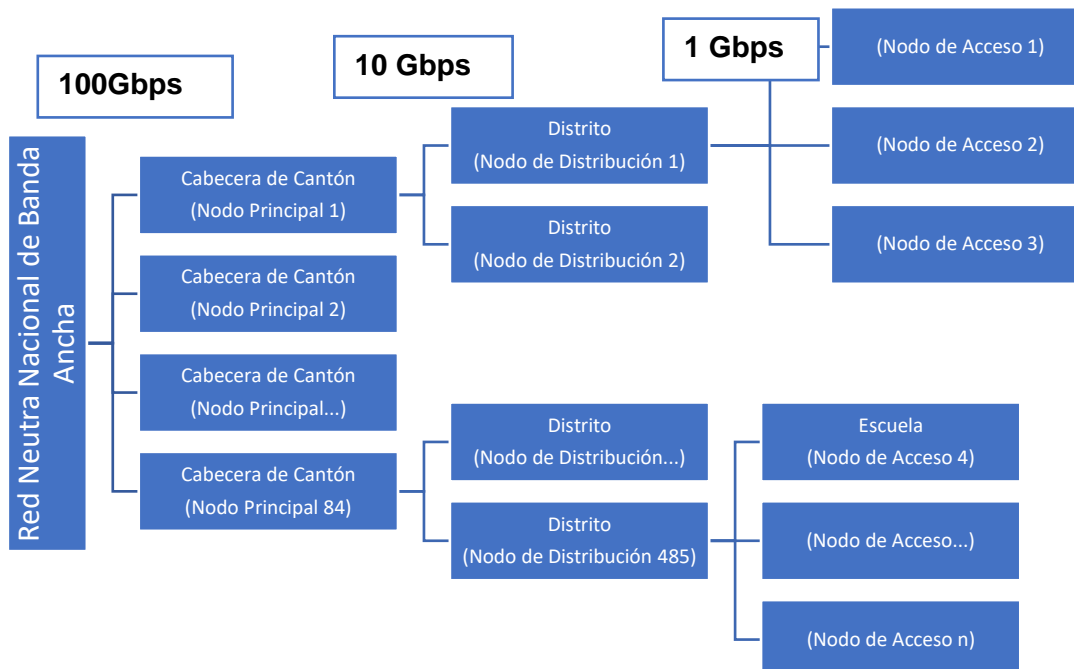 100Gbps
10 Gbps
1 Gbps
Red Neutra Nacional de Banda
Ancha
Cabecera de Cantón
(Nodo Principal 1)
Cabecera de Cantón
(Nodo Principal 2)
Cabecera de Cantón
(Nodo Principal...)
Cabecera de Cantón
(Nodo Principal 84)
Distrito
(Nodo de Distribución 1)
Distrito
(Nodo de Distribución 2)
Distrito
(Nodo de Distribución...)
Distrito
(Nodo de Distribución 485)
(Nodo de Acceso 1)
(Nodo de Acceso 2)
(Nodo de Acceso 3)
Escuela
(Nodo de Acceso 4)
(Nodo de Acceso...)
(Nodo de Acceso n)